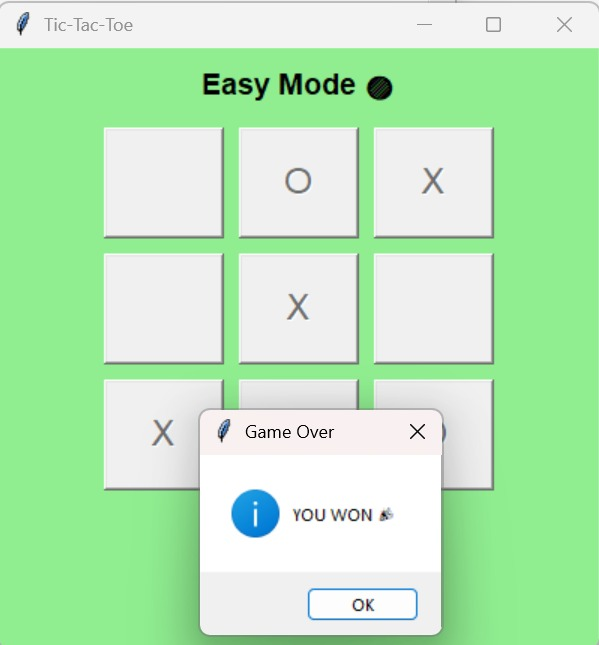 Tic-Tac-Toe
Easy Mode
O X
X
X
Game Over
YOU WON 🎉
OK